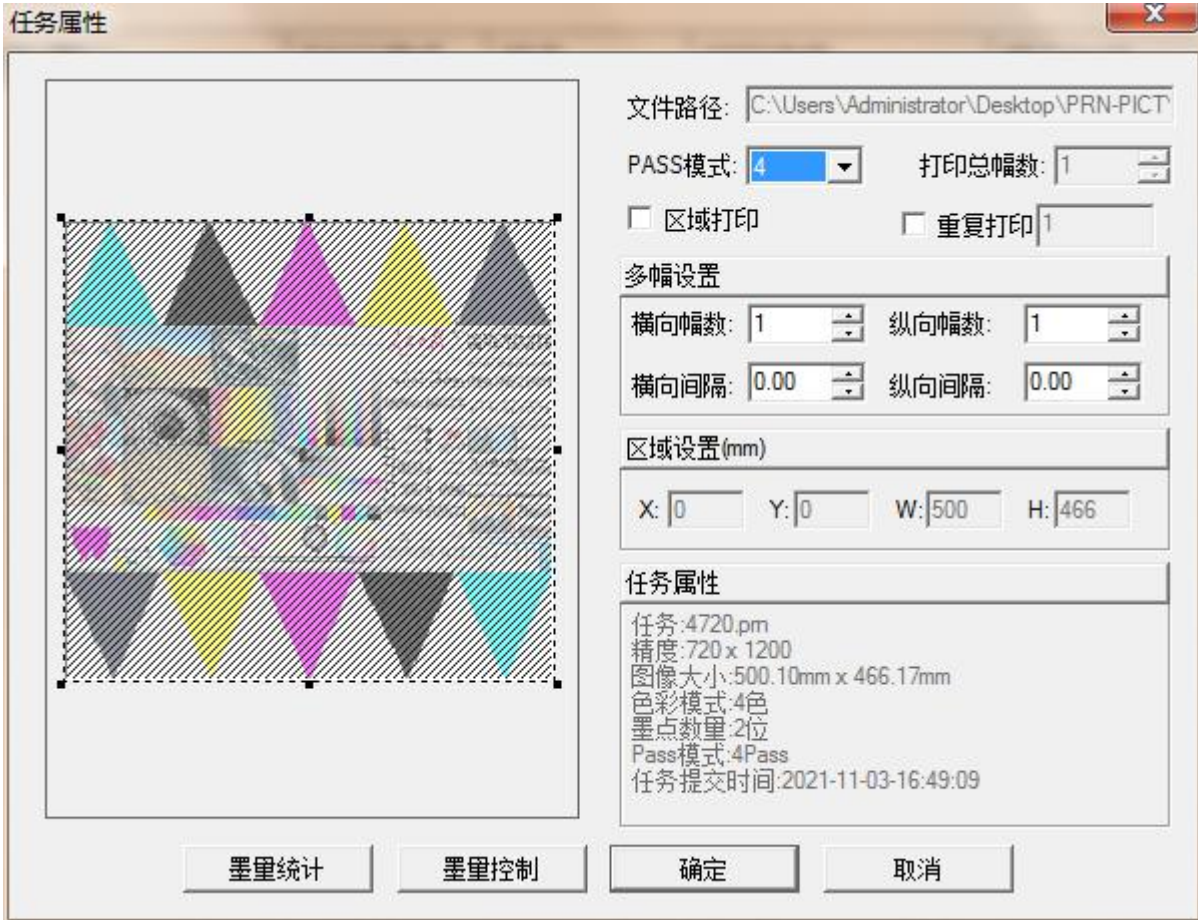 任务属性
X
文件路径: C:\Users\Administrator\Desktop\PRN-PICT
PASS模式: 4 打印总幅数: 1
区域打印 重复打印 1
多幅设置
横向幅数: 1 纵向幅数: 1
横向间隔: 0.00 纵向间隔: 0.00
区域设置(mm)
X: 0 Y: 0 W: 500 H: 466
任务属性
任务:4720.prn
精度:720 x 1200
图像大小:500.10mm x 466.17mm
色彩模式:4色
墨点数里:2位
Pass模式:4Pass
任务提交时间:2021-11-03-16:49:09
墨里统计 墨里控制 确定 取消